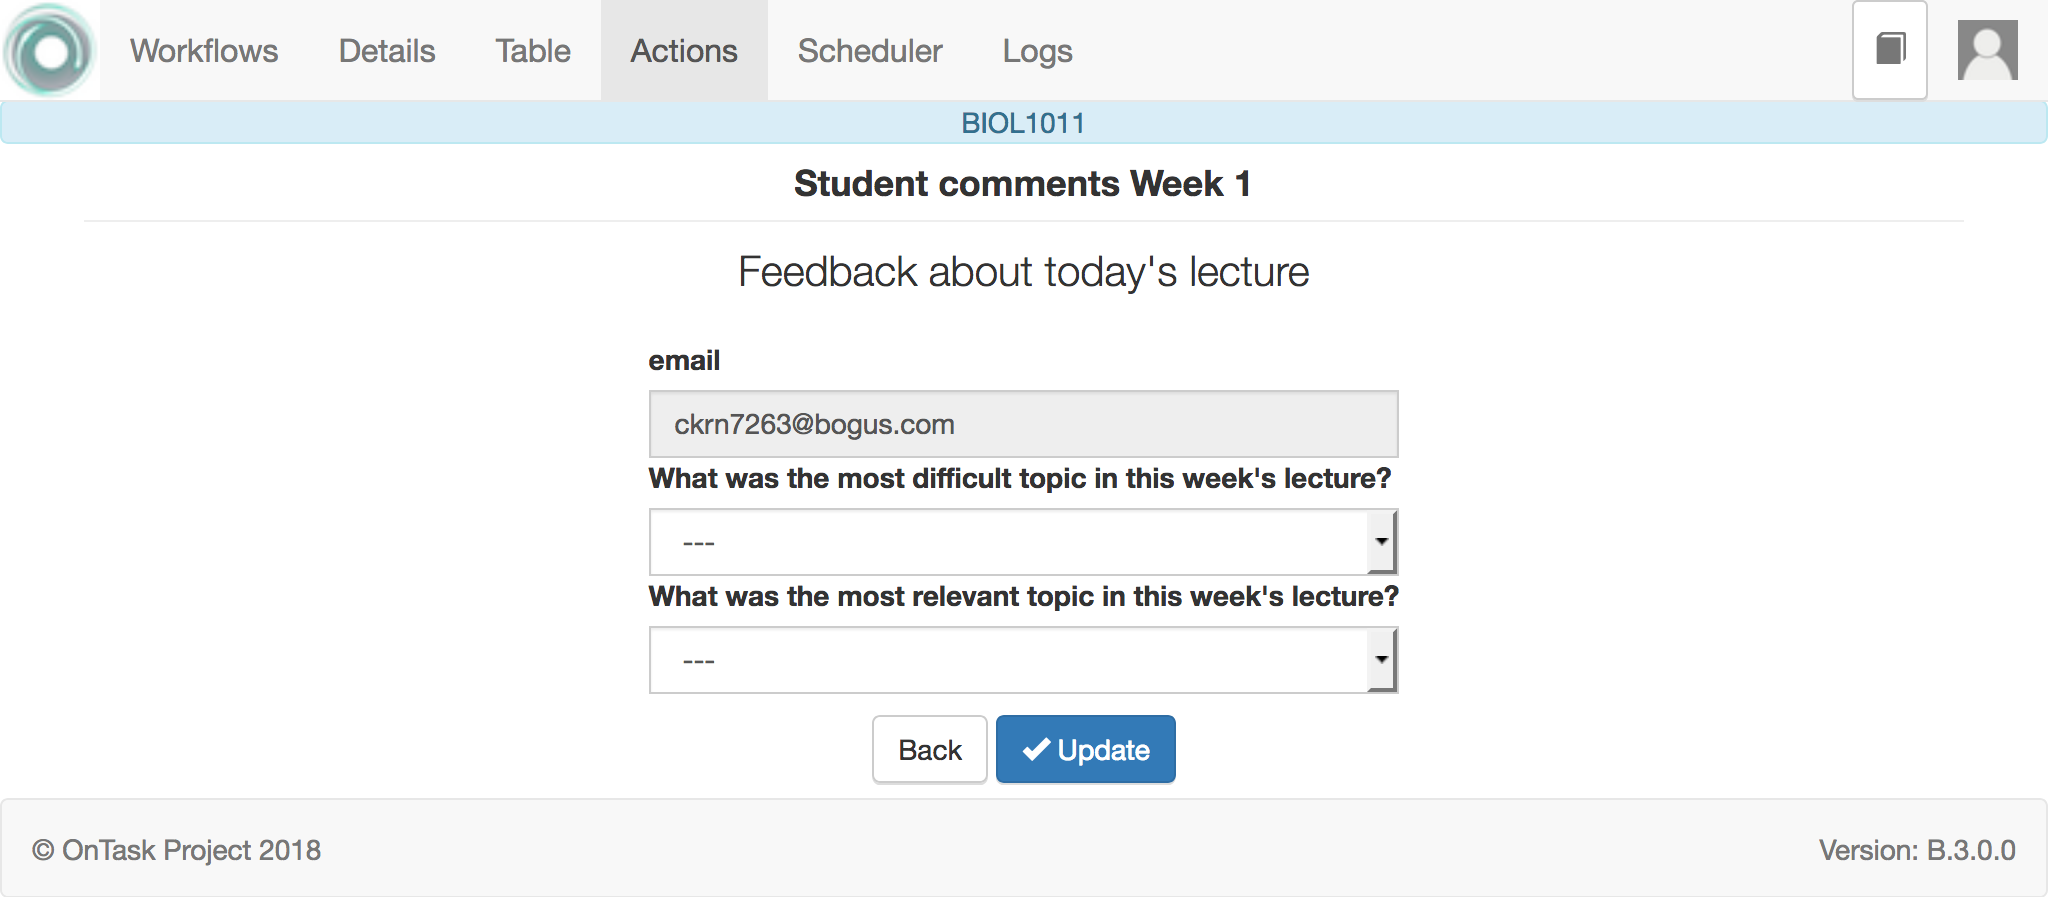 Workflows Details Table Actions Scheduler Logs
BIOL1011
Student comments Week 1
Feedback about today's lecture
email
ckrn7263@bogus.com
What was the most difficult topic in this week's lecture?
---
What was the most relevant topic in this week's lecture?
---
Back Update
© OnTask Project 2018 Version: B.3.0.0